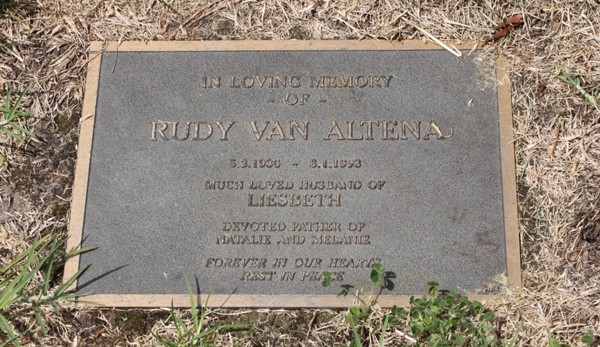 IN LOVING MEMORY
- OF -
RUDY VAN ALTENA
MUCH LOVED HUSBAND OF
LIESBETH
DEVOTED FATHER OF
NATALIE AND MELANIE
FOREVER IN OUR HEARTS
REST IN PEACE